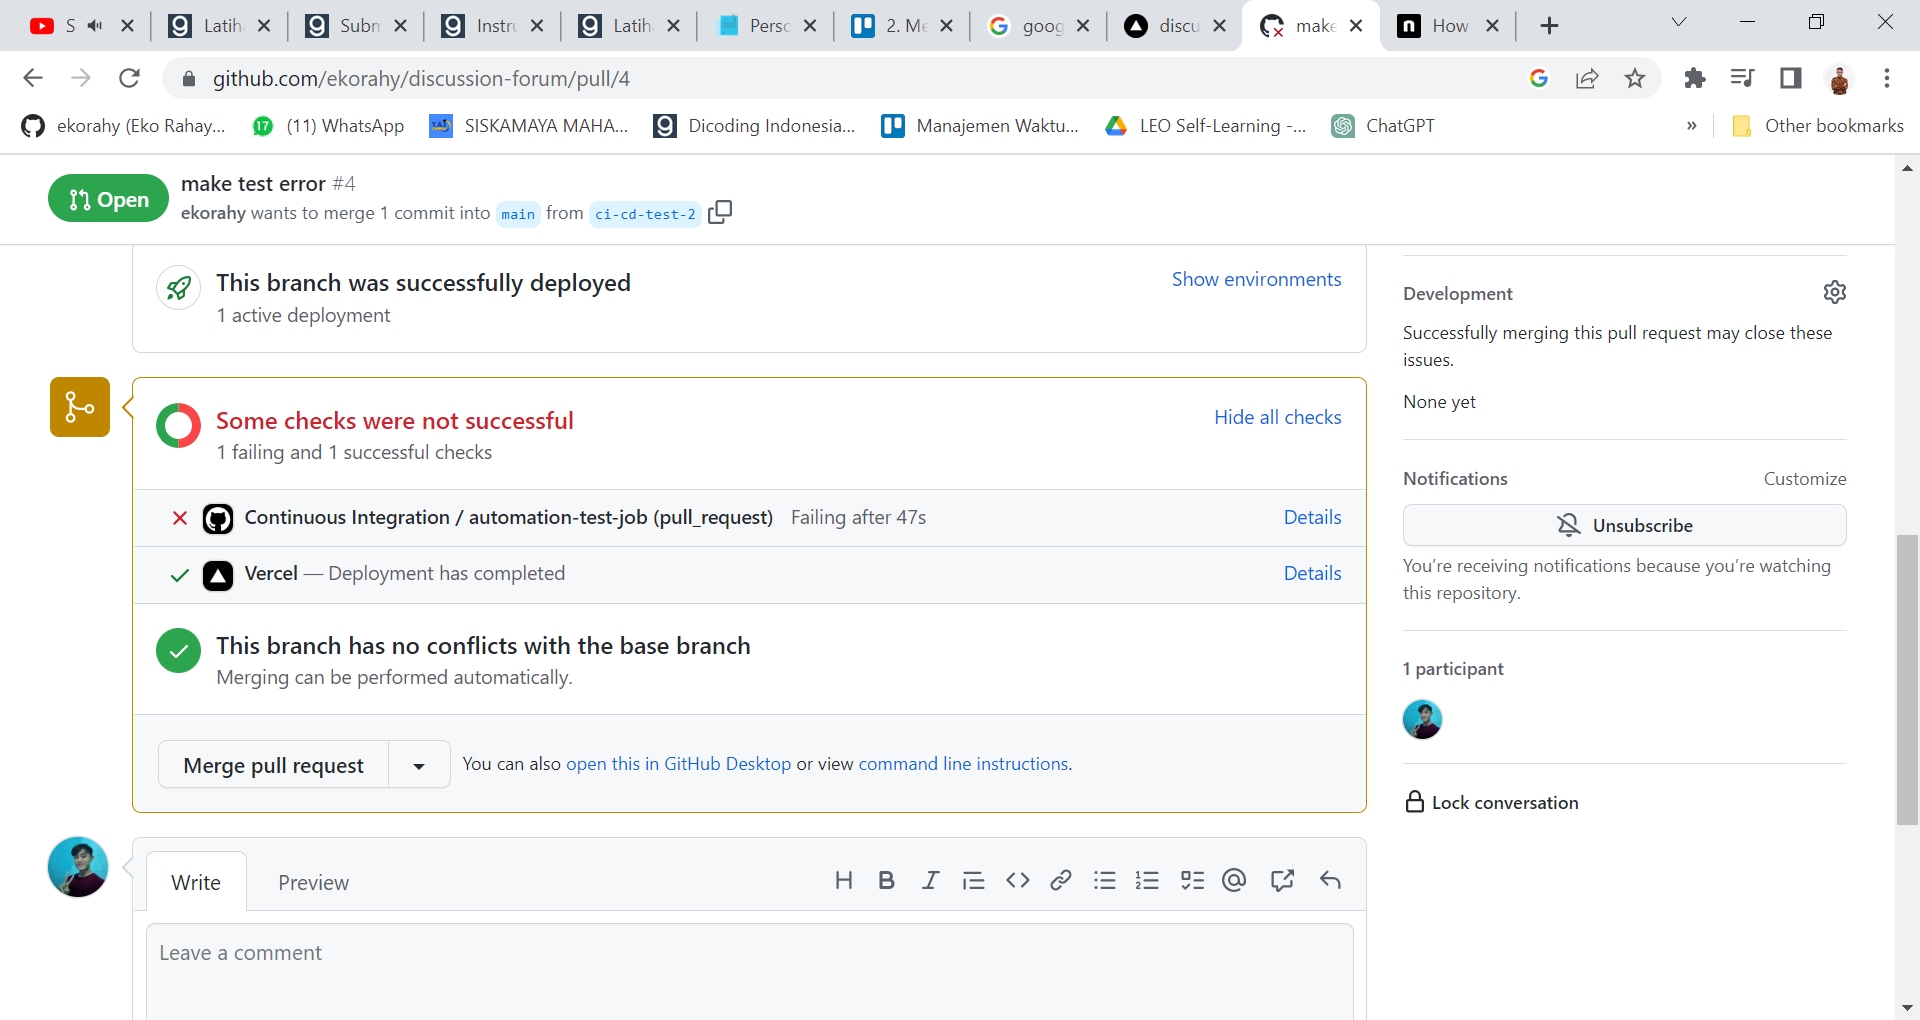 S
Latih
Subm
Instru
Latih
Perso
2. Me
goog
discu
make
How
github.com/ekorahy/discussion-forum/pull/4
ekorahy (Eko Rahay...
17
(11) WhatsApp
SISKAMAYA MAHA...
Dicoding Indonesia...
Manajemen Waktu...
LEO Self-Learning -...
ChatGPT
»
Other bookmarks
Open
make test error #4
ekorahy wants to merge 1 commit into main from ci-cd-test-2
This branch was successfully deployed
1 active deployment
Show environments
Some checks were not successful
1 failing and 1 successful checks
Hide all checks
Continuous Integration / automation-test-job (pull_request) Failing after 47s
Details
Vercel — Deployment has completed
Details
This branch has no conflicts with the base branch
Merging can be performed automatically.
Merge pull request
You can also open this in GitHub Desktop or view command line instructions.
Write
Preview
Leave a comment
Development
Successfully merging this pull request may close these
issues.
None yet
Notifications
Customize
Unsubscribe
You're receiving notifications because you're watching
this repository.
1 participant
Lock conversation